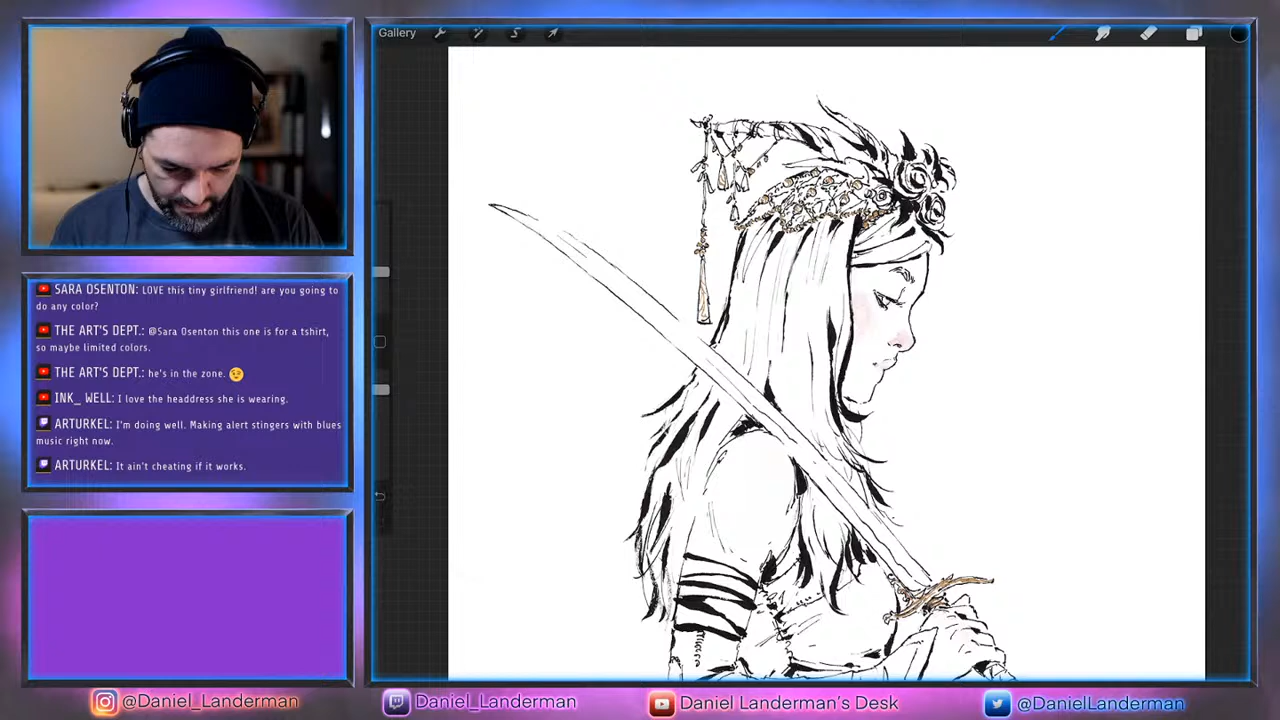 Gallery
SARA OSENTON: LOVE this tiny girlfriend! are you going to
do any color?
THE ART'S DEPT.: @Sara Osenton this one is for a tshirt,
so maybe limited colors.
THE ART'S DEPT.: he's in the zone. 😌
INK_ WELL: I love the headdress she is wearing.
ARTURKEL: I'm doing well. Making alert stingers with blues
music right now.
ARTURKEL: It ain't cheating if it works.
@Daniel_Landerman
Daniel_Landerman
Daniel Landerman's Desk
@DanielLanderman